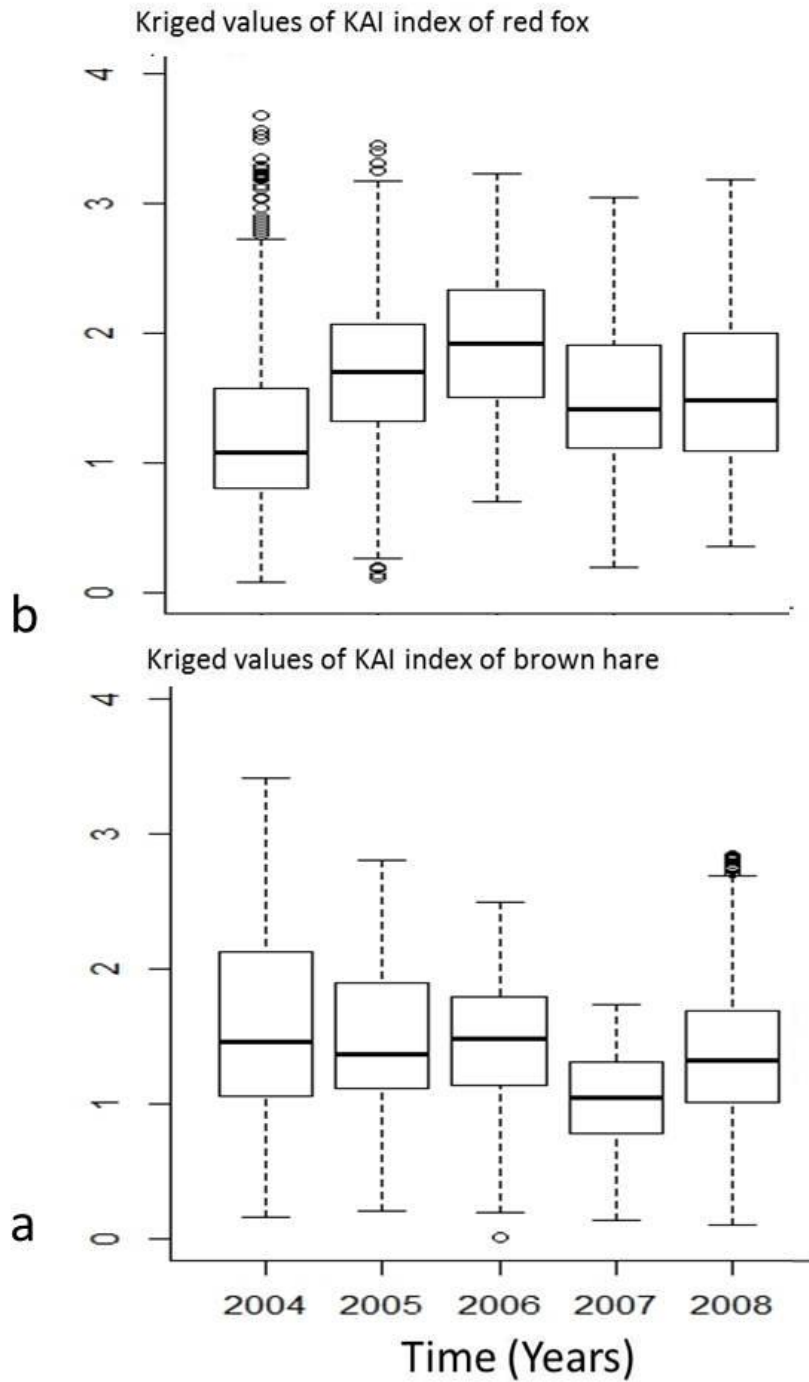 Kriged values of KAI index of red fox
4
3
2
1
0
b
Kriged values of KAI index of brown hare
4
3
2
1
0
a
2004 2005 2006 2007 2008
Time (Years)